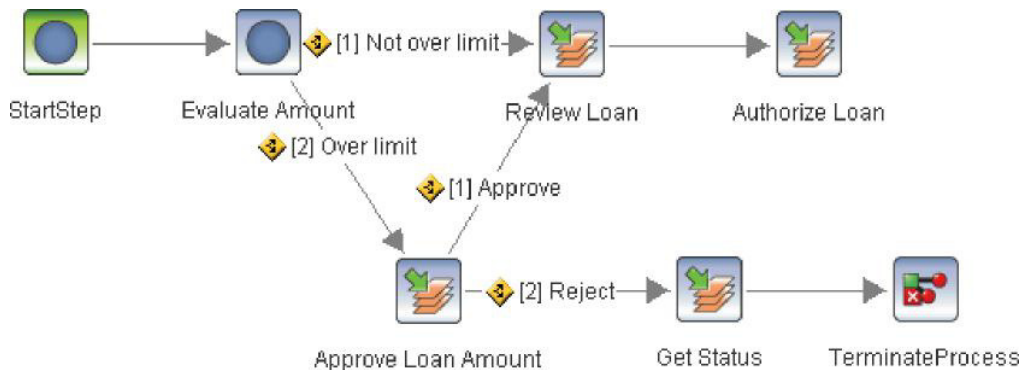 [1] Not over limit
StartStep
Evaluate Amount
Review Loan
Authorize Loan
[2] Over limit
[1] Approve
[2] Reject
Approve Loan Amount
Get Status
TerminateProcess